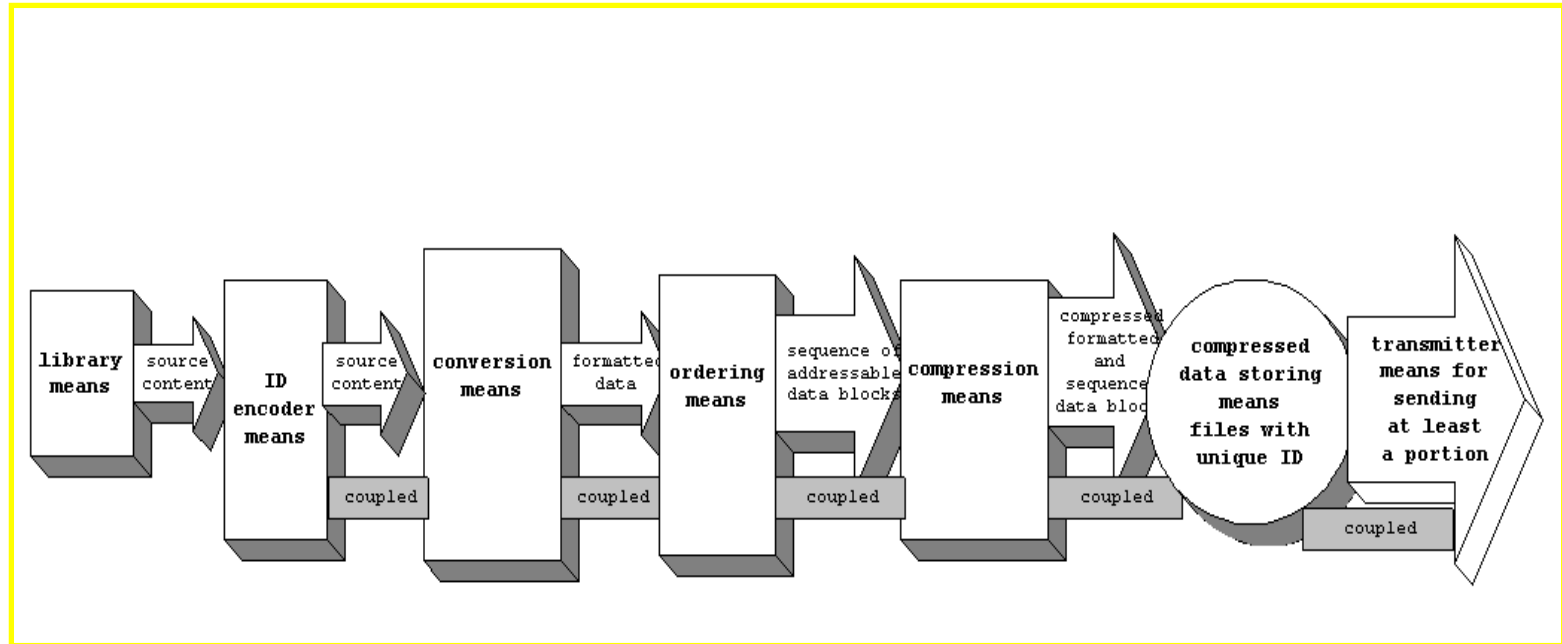 library
means
source
content
ID
encoder
means
source
content
coupled
conversion
means
formatted
data
coupled
ordering
means
sequence of
addressable
data blocks
coupled
compression
means
compressed
formatted
and
sequence
data
coupled
compressed
data storing
means
files with
unique ID
transmitter
means for
sending
at least
a portion
coupled